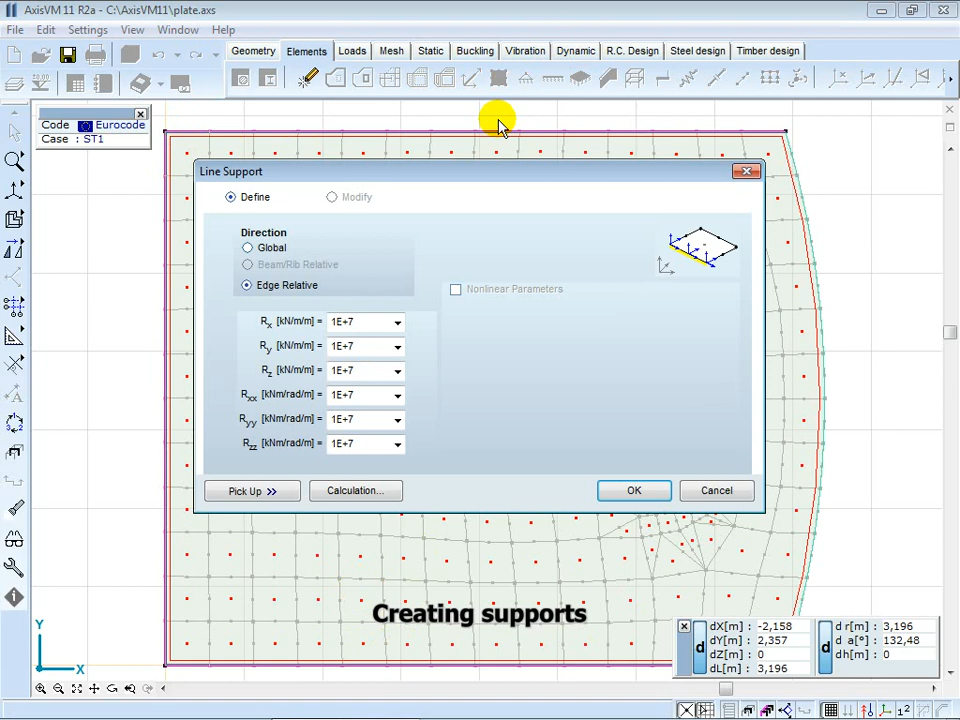 AxisVM 11 R2a - C:\AxisVM11\plate.axs
File Edit Settings View Window Help
Geometry Elements Loads Mesh Static Buckling Vibration Dynamic R.C. Design Steel design Timber design
Code Eurocode
Case : ST1
Line Support
Define Modify
Direction
Global
Beam/Rib Relative
Edge Relative
Nonlinear Parameters
Rx [kN/m/m] = 1E+7
Ry [kN/m/m] = 1E+7
Rz [kN/m/m] = 1E+7
Rxx [kNm/rad/m] = 1E+7
Ryy [kNm/rad/m] = 1E+7
Rzz [kNm/rad/m] = 1E+7
Pick Up >> Calculation... OK Cancel
Creating supports
Y
X
d
dX[m] : -2,158
dY[m] : 2,357
dZ[m] : 0
dL[m] : 3,196
d
d r[m] : 3,196
d a[°] : 132,48
dh[m] : 0